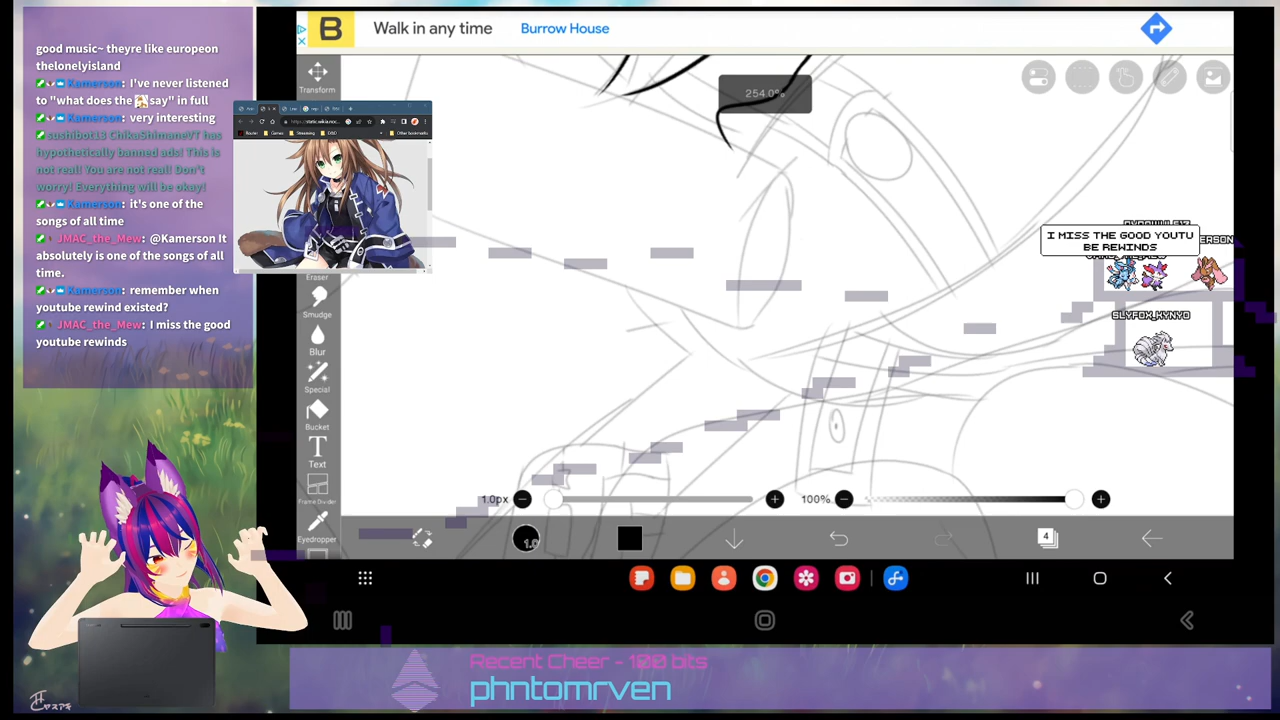 good music~ theyre like europeon
thelonelyisland
Kamerson: I've never listened
to "what does the say" in full
Kamerson: very interesting
sushibot13 ChikaShimaneVT has
hypothetically banned ads! This is
not real! You are not real! Don't
worry! Everything will be okay!
Kamerson: it's one of the
songs of all time
JMAC_the_Mew: @Kamerson It
absolutely is one of the songs of all
time.
Kamerson: remember when
youtube rewind existed?
JMAC_the_Mew: I miss the good
youtube rewinds
B
Walk in any time
Burrow House
Transform
254.0%
Eraser
Smudge
Blur
Special
Bucket
Text
Frame Divider
Eyedropper
I MISS THE GOOD YOUTU
BE REWINDS
SLYFOX_KYNYO
1.0px
100%
1.0
4
Recent Cheer - 100 bits
phntomrven